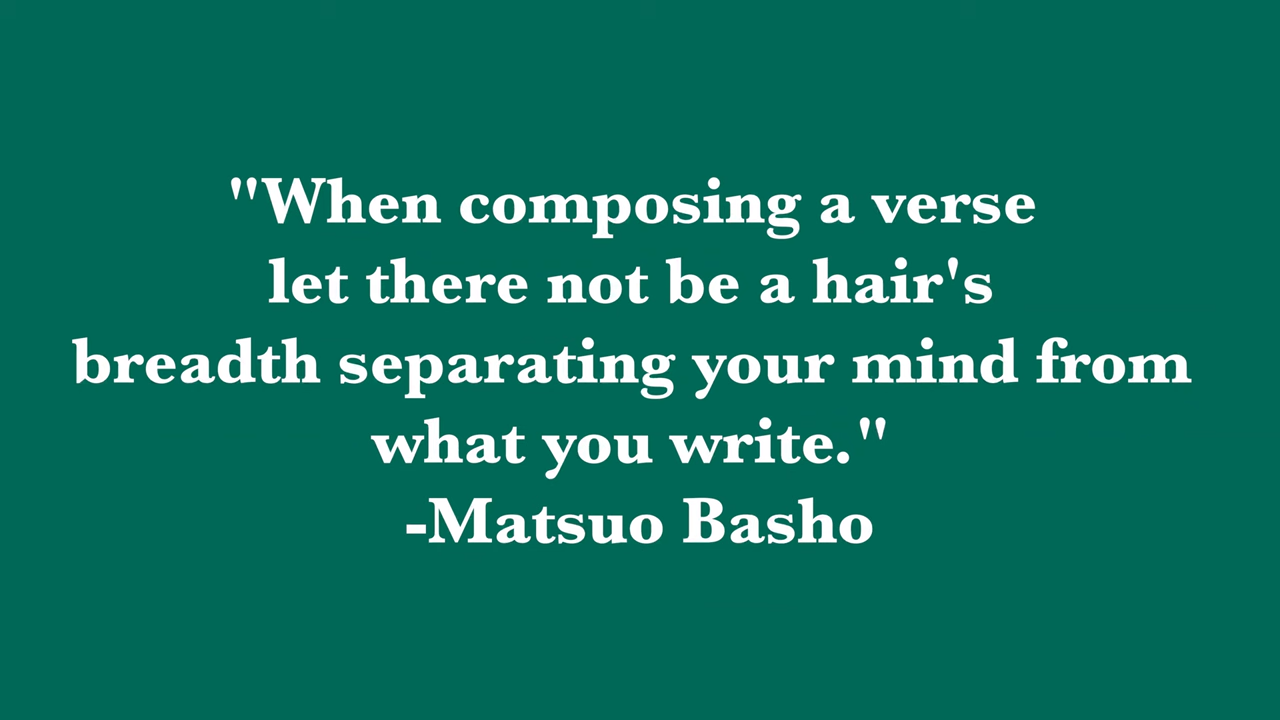 "When composing a verse
let there not be a hair's
breadth separating your mind from
what you write."
-Matsuo Basho